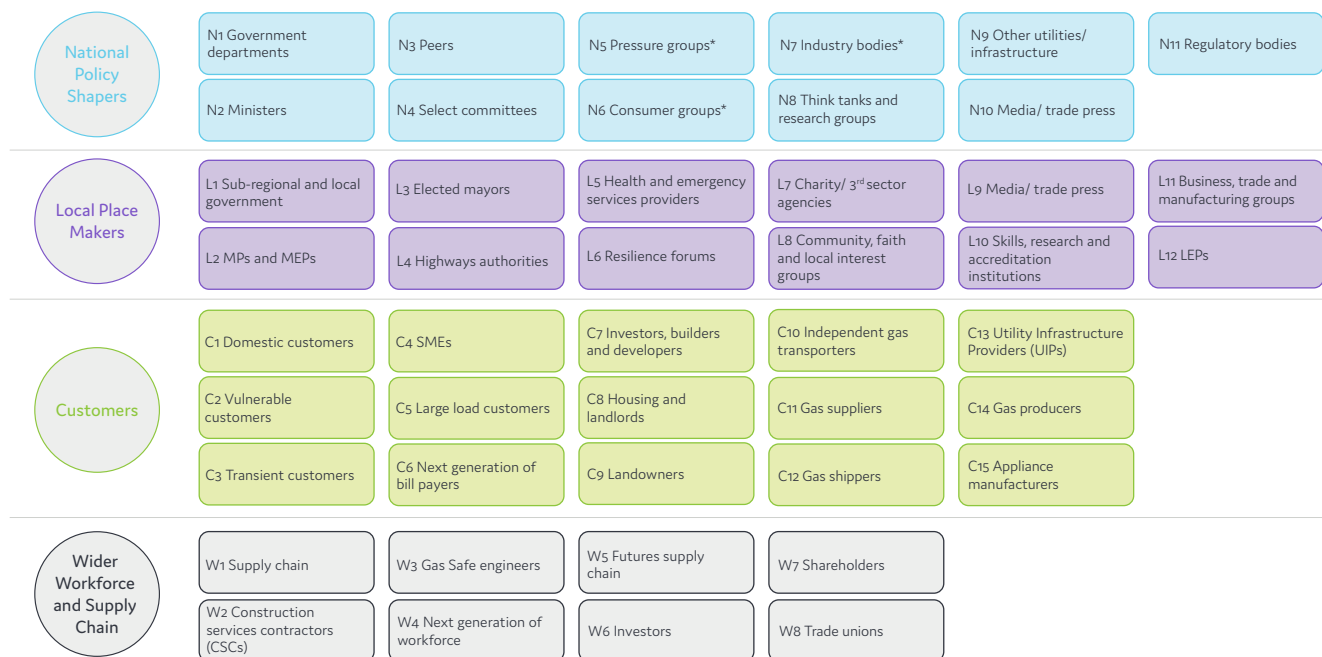 National
Policy
Shapers
N1 Government
departments
N3 Peers
N5 Pressure groups*
N7 Industry bodies*
N9 Other utilities/
infrastructure
N11 Regulatory bodies
N2 Ministers
N4 Select committees
N6 Consumer groups*
N8 Think tanks and
research groups
N10 Media/ trade press
Local Place
Makers
L1 Sub-regional and local
government
L3 Elected mayors
L5 Health and emergency
services providers
L7 Charity/ 3rd sector
agencies
L9 Media/ trade press
L11 Business, trade and
manufacturing groups
L2 MPs and MEPs
L4 Highways authorities
L6 Resilience forums
L8 Community, faith
and local interest
groups
L10 Skills, research and
accreditation
institutions
L12 LEPs
Customers
C1 Domestic customers
C4 SMEs
C7 Investors, builders
and developers
C10 Independent gas
transporters
C13 Utility Infrastructure
Providers (UIPs)
C2 Vulnerable
customers
C5 Large load customers
C8 Housing and
landlords
C11 Gas suppliers
C14 Gas producers
C3 Transient customers
C6 Next generation of
bill payers
C9 Landowners
C12 Gas shippers
C15 Appliance
manufacturers
Wider
Workforce
and Supply
Chain
W1 Supply chain
W3 Gas Safe engineers
W5 Futures supply
chain
W7 Shareholders
W2 Construction
services contractors
(CSCs)
W4 Next generation of
workforce
W6 Investors
W8 Trade unions